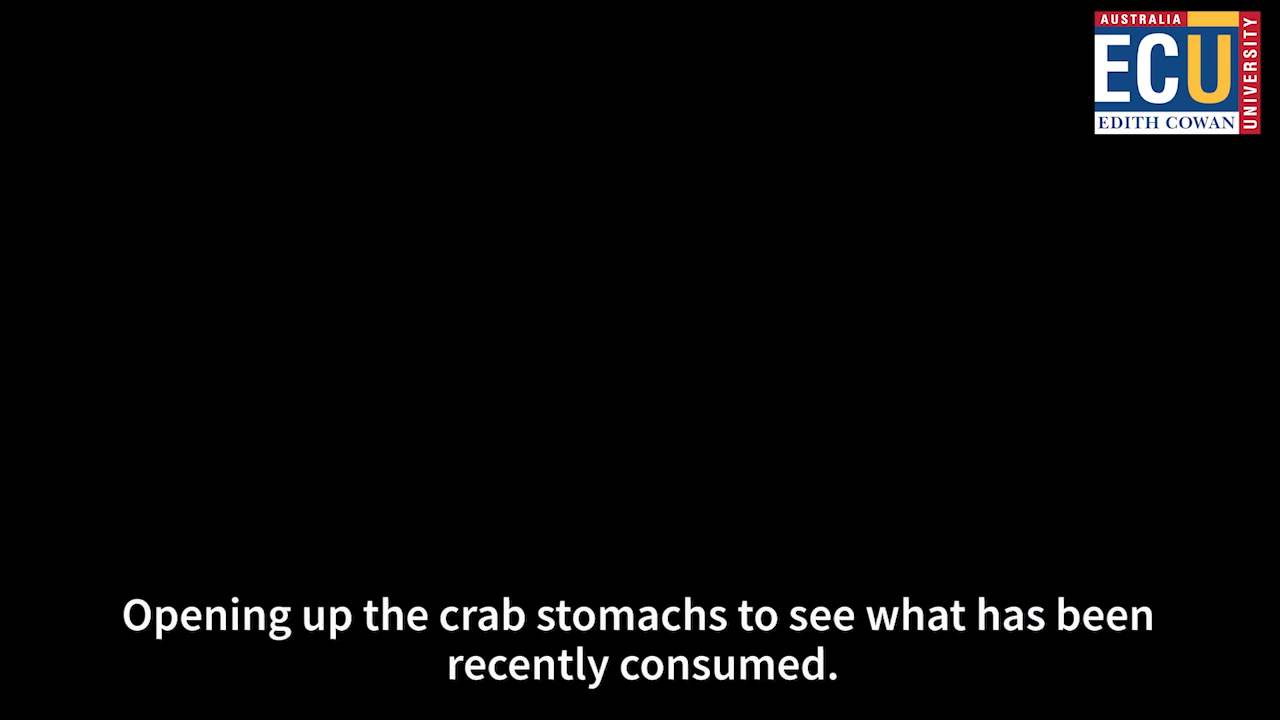 AUSTRALIA
ECU
EDITH COWAN
UNIVERSITY
Opening up the crab stomachs to see what has been
recently consumed.